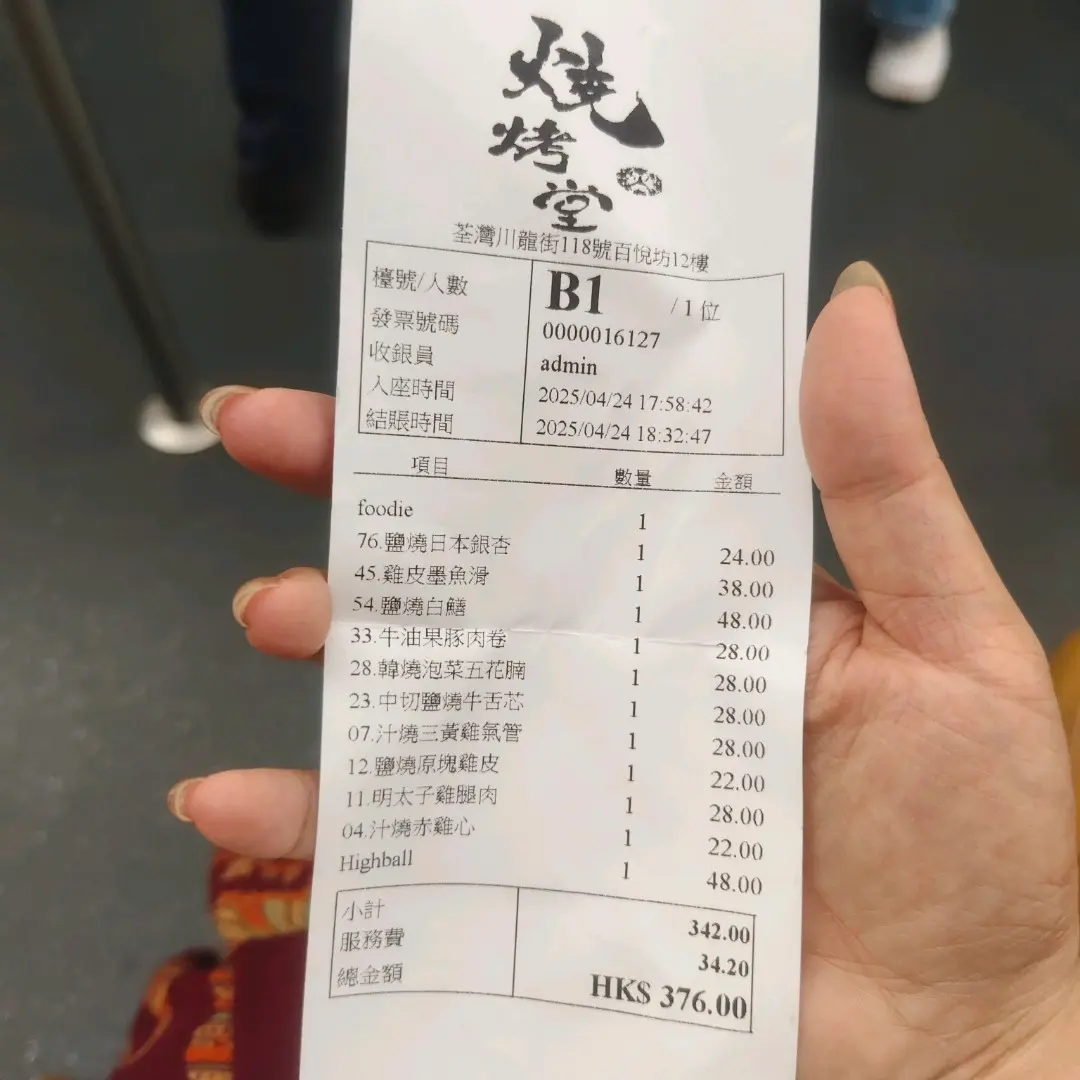 燒
烤
堂
荃灣川龍街118號百悅坊12樓
檯號/人數 B1 / 1 位
發票號碼 0000016127
收銀員 admin
入座時間 2025/04/24 17:58:42
結賬時間 2025/04/24 18:32:47
項目 數量 金額
foodie 1
76.鹽燒日本銀杏 1 24.00
45.雞皮墨魚滑 1 38.00
54.鹽燒白鱔 1 48.00
33.牛油果豚肉卷 1 28.00
28.韓燒泡菜五花腩 1 28.00
23.中切鹽燒牛舌芯 1 28.00
07.汁燒三黃雞氣管 1 28.00
12.鹽燒原塊雞皮 1 22.00
11.明太子雞腿肉 1 28.00
04.汁燒赤雞心 1 22.00
Highball 1 48.00
小計 342.00
服務費 34.20
總金額 HK$ 376.00